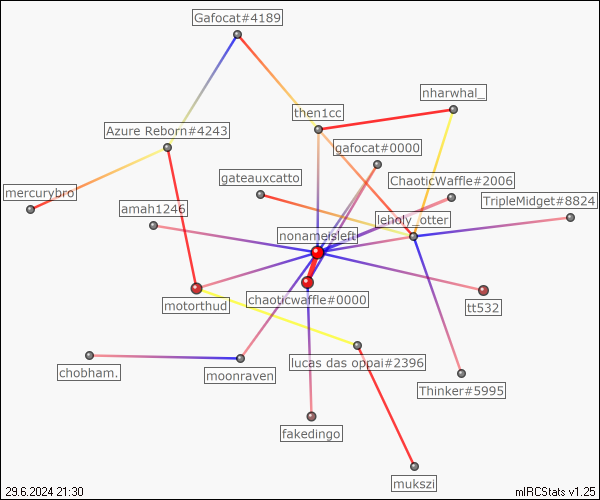 Gafocat#4189
nharwhal_
then1cc
Azure Reborn#4243
gafocat#0000
gateauxcatto
ChaoticWaffle#2006
mercurybro
TripleMidget#8824
amah1246
leholy_otter
nonameisleft
chaoticwaffle#0000
motorthud
tt532
lucas das oppai#2396
chobham.
moonraven
Thinker#5995
fakedingo
mukszi
29.6.2024 21:30
mIRCStats v1.25